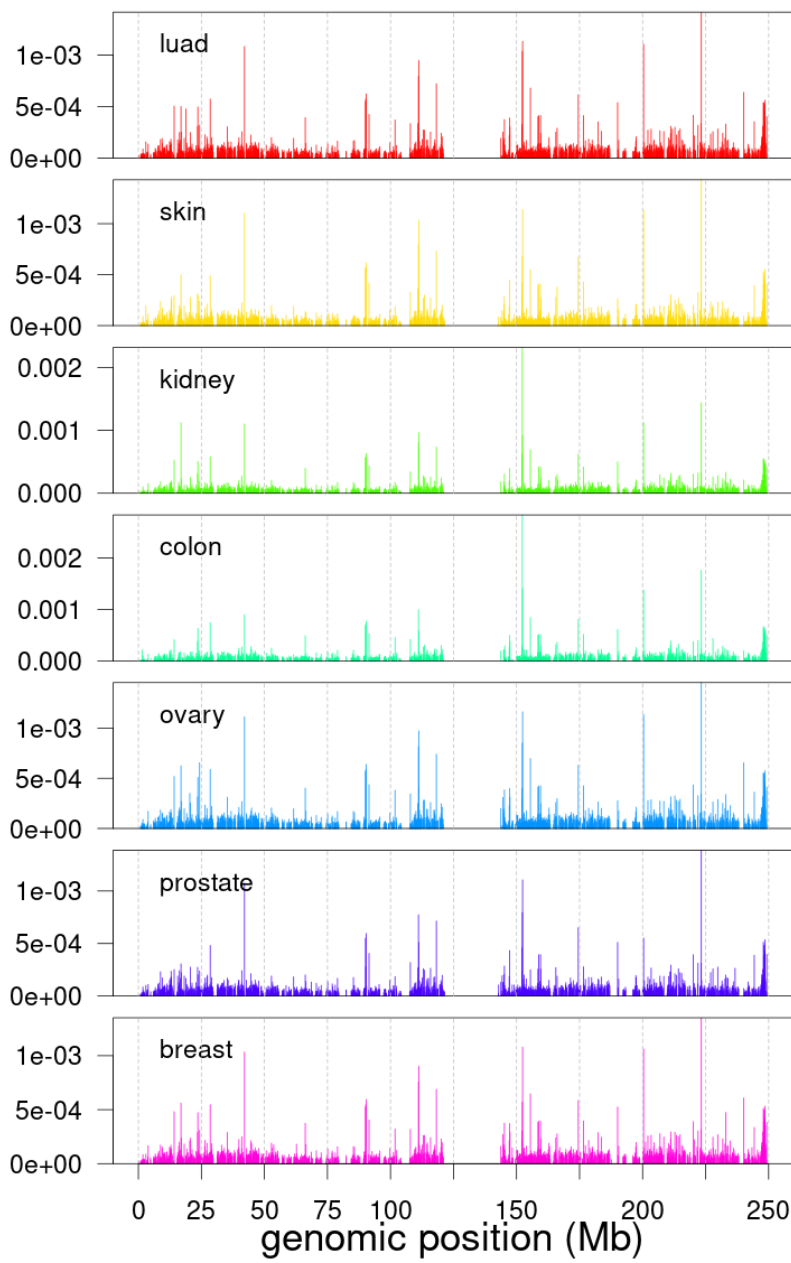 luad
1e-03
5e-04
0e+00
skin
1e-03
5e-04
0e+00
kidney
0.002
0.001
0.000
colon
0.002
0.001
0.000
ovary
1e-03
5e-04
0e+00
prostate
1e-03
5e-04
0e+00
breast
1e-03
5e-04
0e+00
0 25 50 75 100 150 200 250
genomic position (Mb)